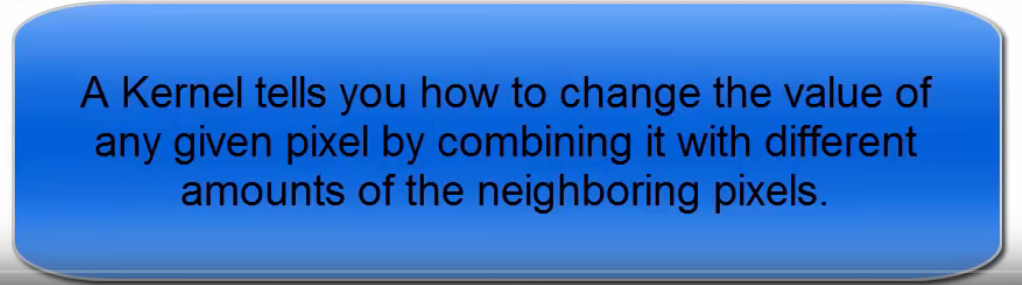 A Kernel tells you how to change the value of
any given pixel by combining it with different
amounts of the neighboring pixels.